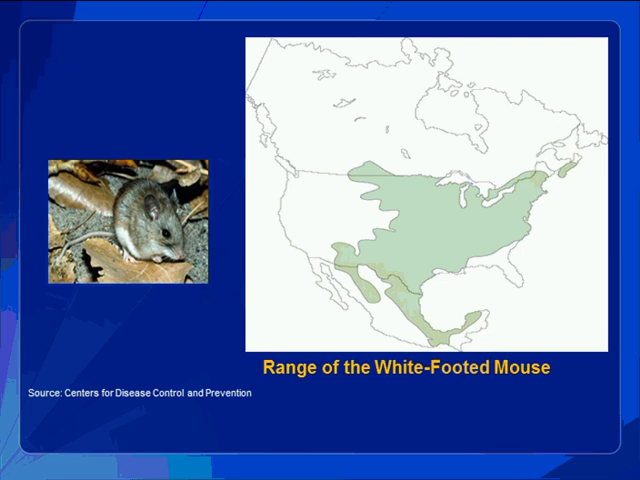 Range of the White-Footed Mouse
Source: Centers for Disease Control and Prevention